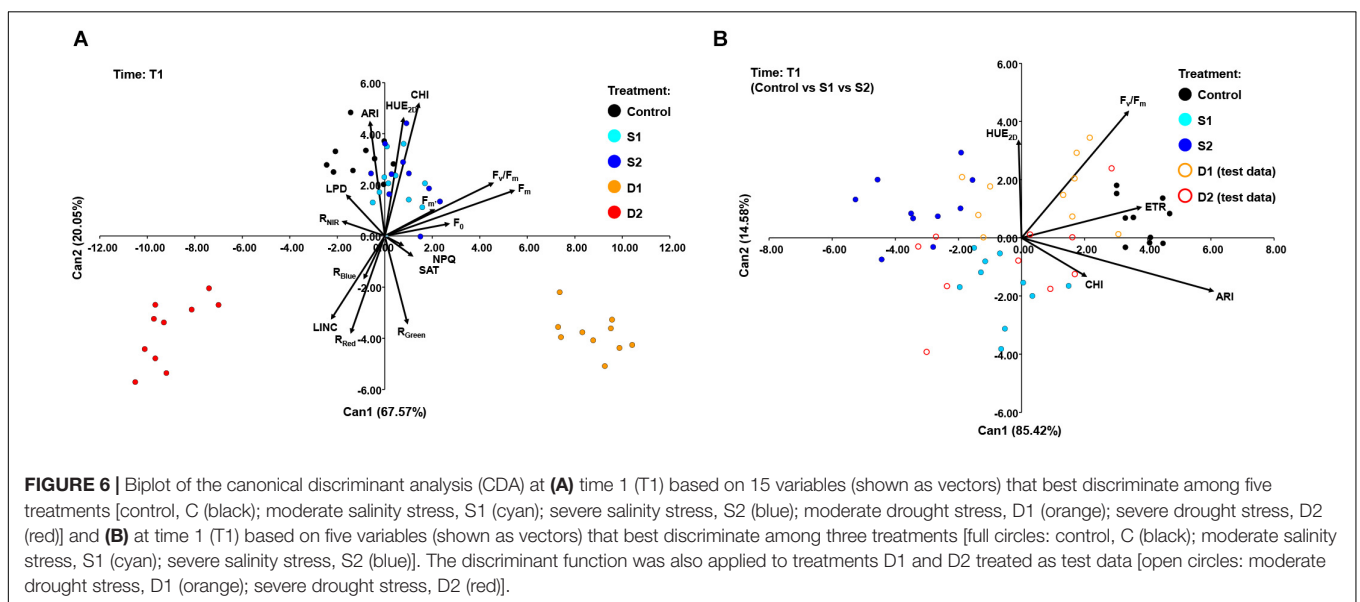 A
Time: T1
6.00
4.00
2.00
0.00
-2.00
-4.00
-6.00
-12.00 -10.00 -8.00 -6.00 -4.00 -2.00 2.00 4.00 6.00 8.00 10.00 12.00
Can2 (20.05%)
Can1 (67.57%)
ARI
HUE2D
CHI
LPD
RNIR
Fv/Fm
Fm
Fm'
F0
NPQ
SAT
RBlue
LINC
RRed
RGreen
Treatment:
Control
S1
S2
D1
D2
B
Time: T1
(Control vs S1 vs S2)
6.00
4.00
2.00
0.00
-2.00
-4.00
-6.00
-8.00 -6.00 -4.00 -2.00 0.00 2.00 4.00 6.00 8.00
Can2 (14.58%)
Can1 (85.42%)
Fv/Fm
HUE2D
ETR
CHI
ARI
Treatment:
Control
S1
S2
D1 (test data)
D2 (test data)
FIGURE 6 | Biplot of the canonical discriminant analysis (CDA) at (A) time 1 (T1) based on 15 variables (shown as vectors) that best discriminate among five
treatments [control, C (black); moderate salinity stress, S1 (cyan); severe salinity stress, S2 (blue); moderate drought stress, D1 (orange); severe drought stress, D2
(red)] and (B) at time 1 (T1) based on five variables (shown as vectors) that best discriminate among three treatments [full circles: control, C (black); moderate salinity
stress, S1 (cyan); severe salinity stress, S2 (blue)]. The discriminant function was also applied to treatments D1 and D2 treated as test data [open circles: moderate
drought stress, D1 (orange); severe drought stress, D2 (red)].